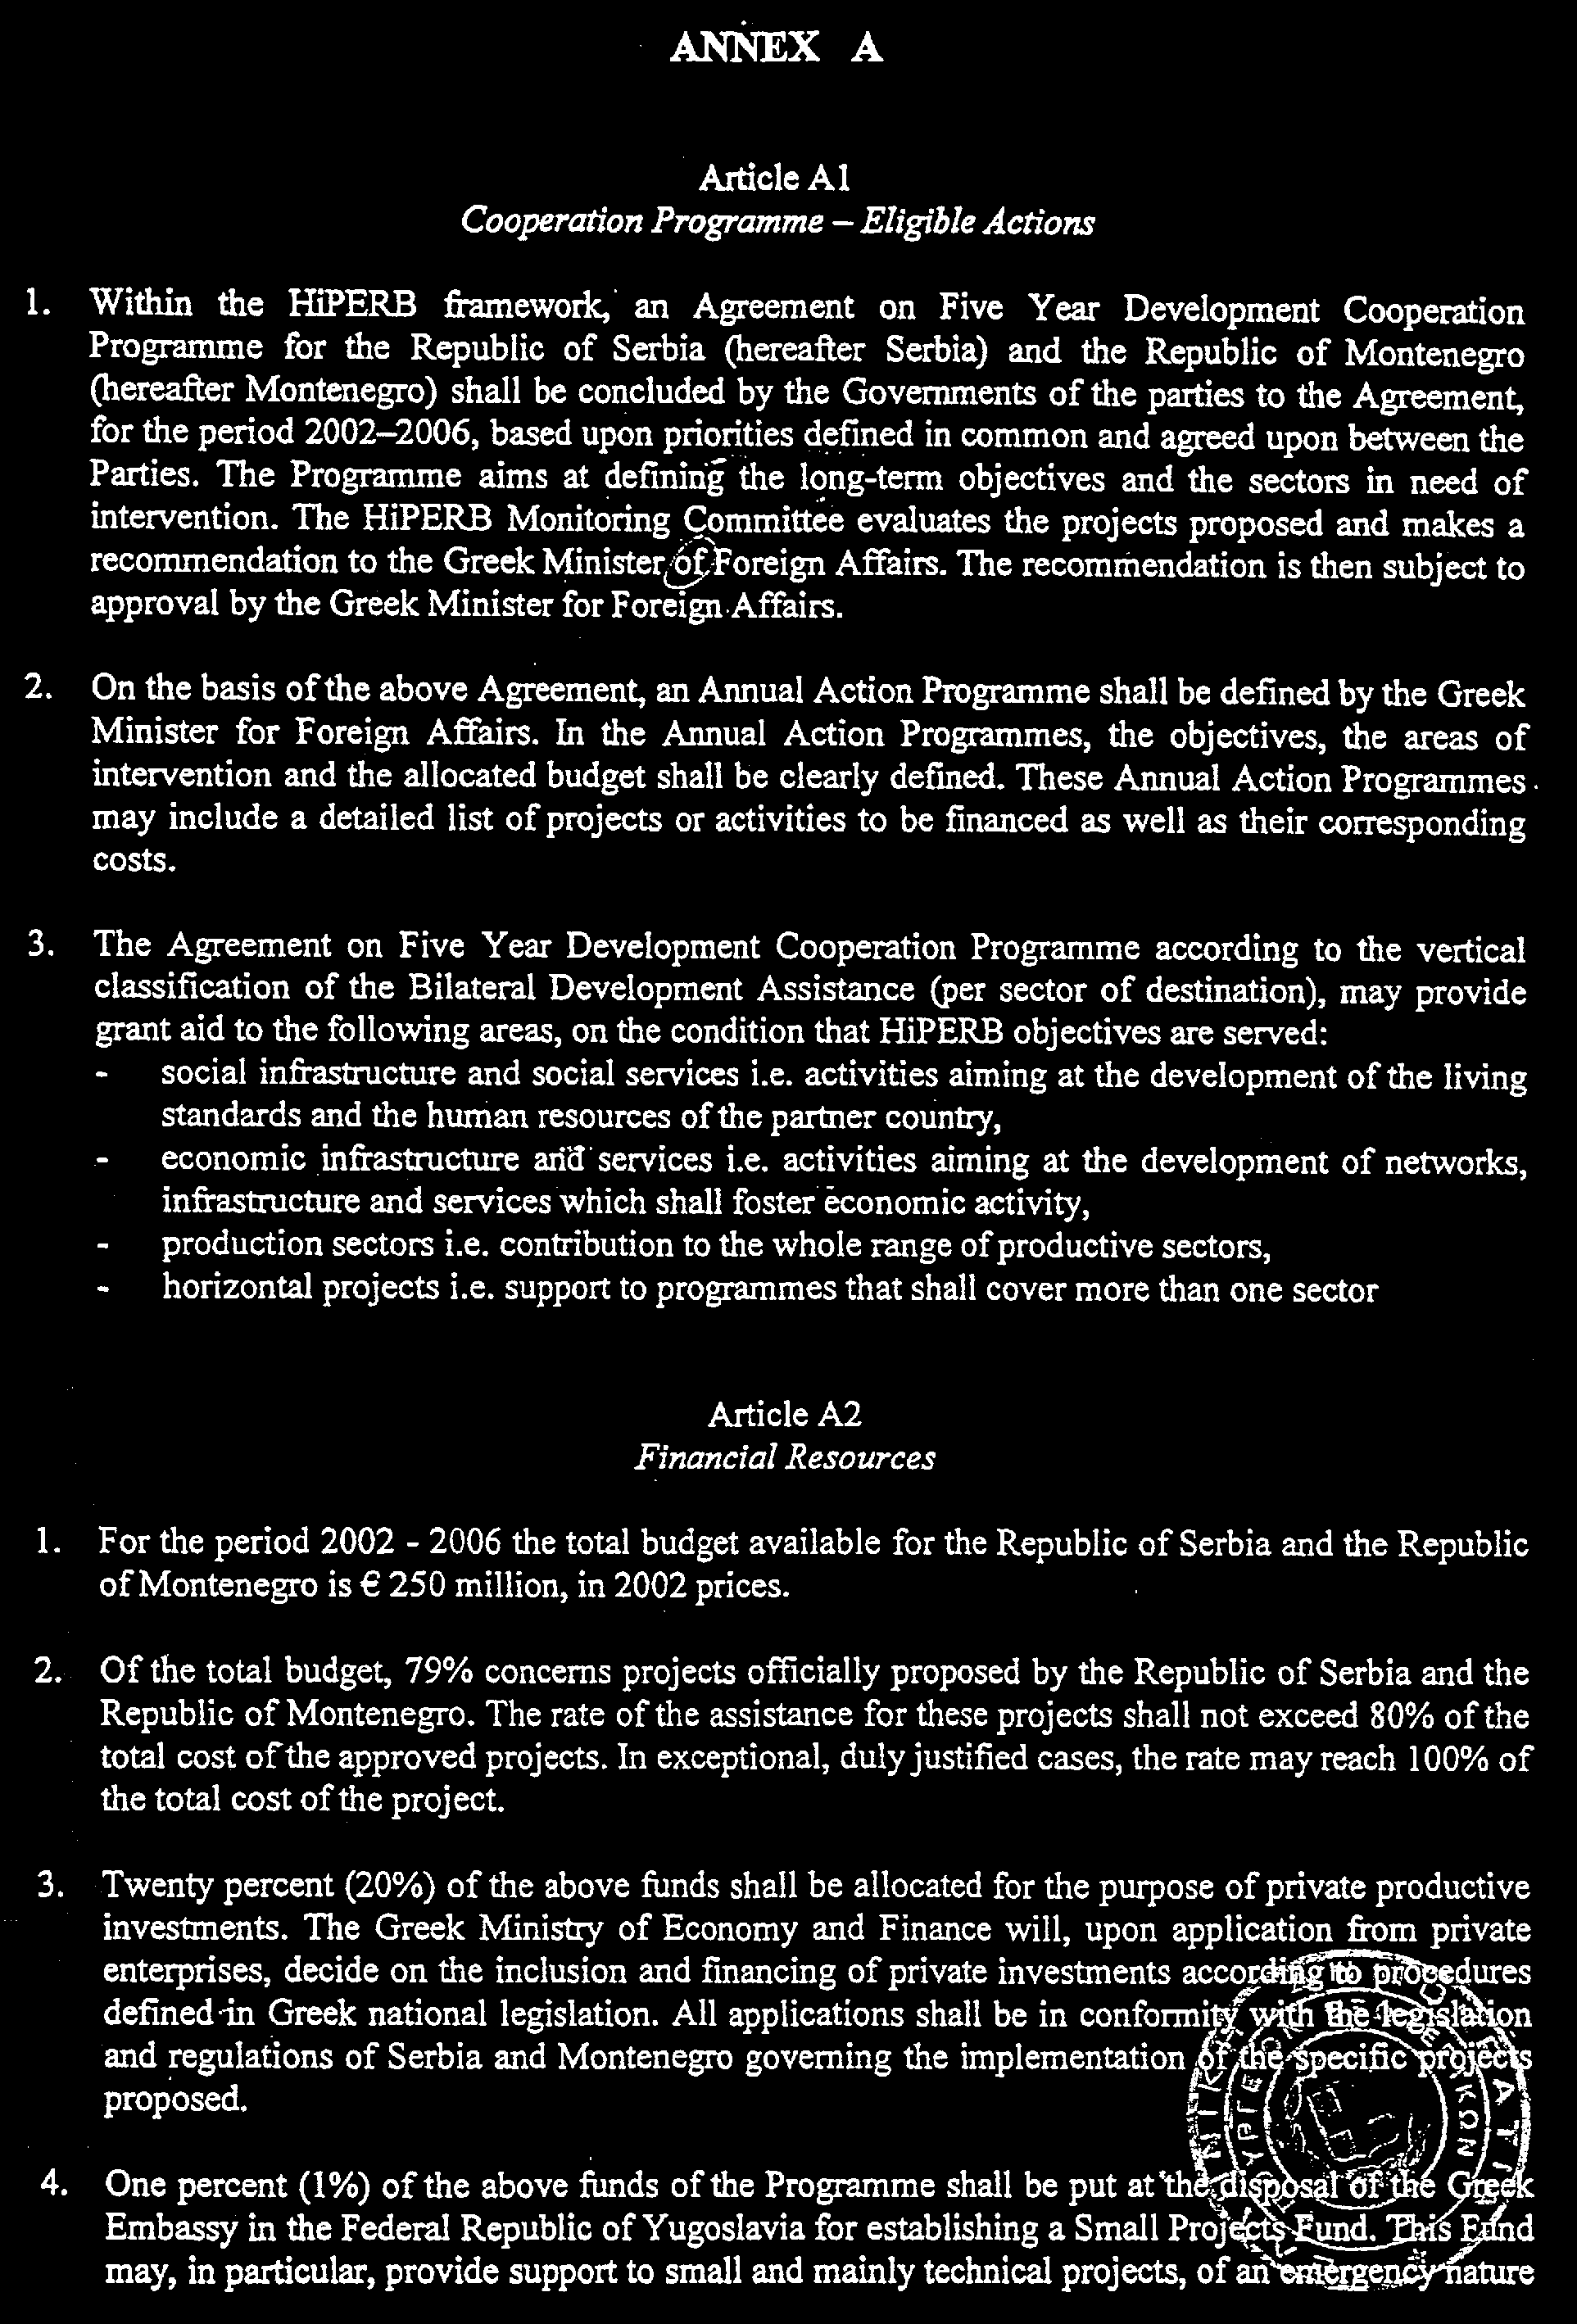 ANNEX A
Article A1
Cooperation Programme – Eligible Actions
1. Within the HiPERB framework, an Agreement on Five Year Development Cooperation
Programme for the Republic of Serbia (hereafter Serbia) and the Republic of Montenegro
(hereafter Montenegro) shall be concluded by the Governments of the parties to the Agreement,
for the period 2002–2006, based upon priorities defined in common and agreed upon between the
Parties. The Programme aims at defining the long-term objectives and the sectors in need of
intervention. The HiPERB Monitoring Committee evaluates the projects proposed and makes a
recommendation to the Greek Minister of Foreign Affairs. The recommendation is then subject to
approval by the Greek Minister for Foreign Affairs.
2. On the basis of the above Agreement, an Annual Action Programme shall be defined by the Greek
Minister for Foreign Affairs. In the Annual Action Programmes, the objectives, the areas of
intervention and the allocated budget shall be clearly defined. These Annual Action Programmes
may include a detailed list of projects or activities to be financed as well as their corresponding
costs.
3. The Agreement on Five Year Development Cooperation Programme according to the vertical
classification of the Bilateral Development Assistance (per sector of destination), may provide
grant aid to the following areas, on the condition that HiPERB objectives are served:
- social infrastructure and social services i.e. activities aiming at the development of the living
standards and the human resources of the partner country,
- economic infrastructure and services i.e. activities aiming at the development of networks,
infrastructure and services which shall foster economic activity,
- production sectors i.e. contribution to the whole range of productive sectors,
- horizontal projects i.e. support to programmes that shall cover more than one sector
Article A2
Financial Resources
1. For the period 2002 - 2006 the total budget available for the Republic of Serbia and the Republic
of Montenegro is € 250 million, in 2002 prices.
2. Of the total budget, 79% concerns projects officially proposed by the Republic of Serbia and the
Republic of Montenegro. The rate of the assistance for these projects shall not exceed 80% of the
total cost of the approved projects. In exceptional, duly justified cases, the rate may reach 100% of
the total cost of the project.
3. Twenty percent (20%) of the above funds shall be allocated for the purpose of private productive
investments. The Greek Ministry of Economy and Finance will, upon application from private
enterprises, decide on the inclusion and financing of private investments according to procedures
defined in Greek national legislation. All applications shall be in conformity with the legislation
and regulations of Serbia and Montenegro governing the implementation of the specific projects
proposed.
4. One percent (1%) of the above funds of the Programme shall be put at the disposal of the Greek
Embassy in the Federal Republic of Yugoslavia for establishing a Small Projects Fund. This Fund
may, in particular, provide support to small and mainly technical projects, of an emergency nature